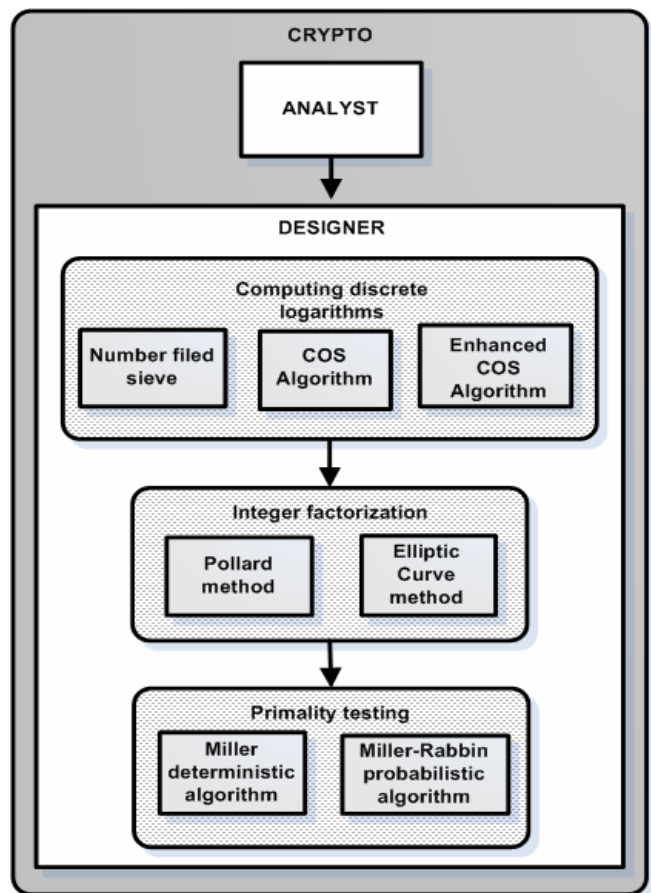 CRYPTO
ANALYST
DESIGNER
Computing discrete
logarithms
Number filed
sieve
COS
Algorithm
Enhanced
COS
Algorithm
Integer factorization
Pollard
method
Elliptic
Curve
method
Primality testing
Miller
deterministic
algorithm
Miller-Rabbin
probabilistic
algorithm